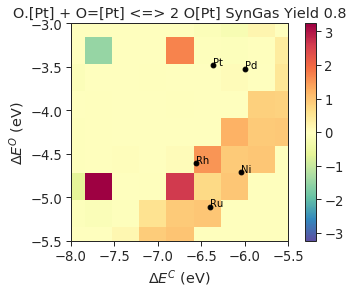 O.[Pt] + O=[Pt] <=> 2 O[Pt] SynGas Yield 0.8
−3.0
−3.5
−4.0
−4.5
−5.0
−5.5
ΔE^O (eV)
Pt
Pd
Rh
Ni
Ru
−8.0 −7.5 −7.0 −6.5 −6.0 −5.5
ΔE^C (eV)
3
2
1
0
−1
−2
−3